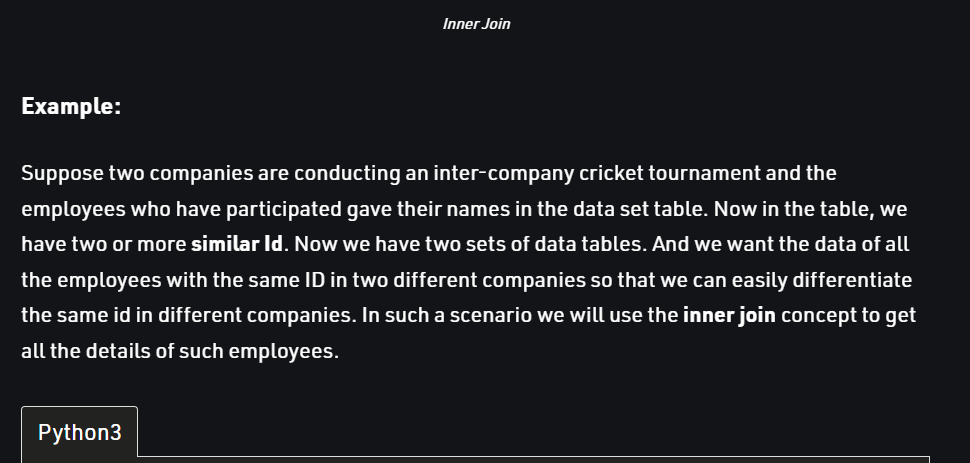 Inner Join
Example:
Suppose two companies are conducting an inter-company cricket tournament and the
employees who have participated gave their names in the data set table. Now in the table, we
have two or more similar Id. Now we have two sets of data tables. And we want the data of all
the employees with the same ID in two different companies so that we can easily differentiate
the same id in different companies. In such a scenario we will use the inner join concept to get
all the details of such employees.
Python3